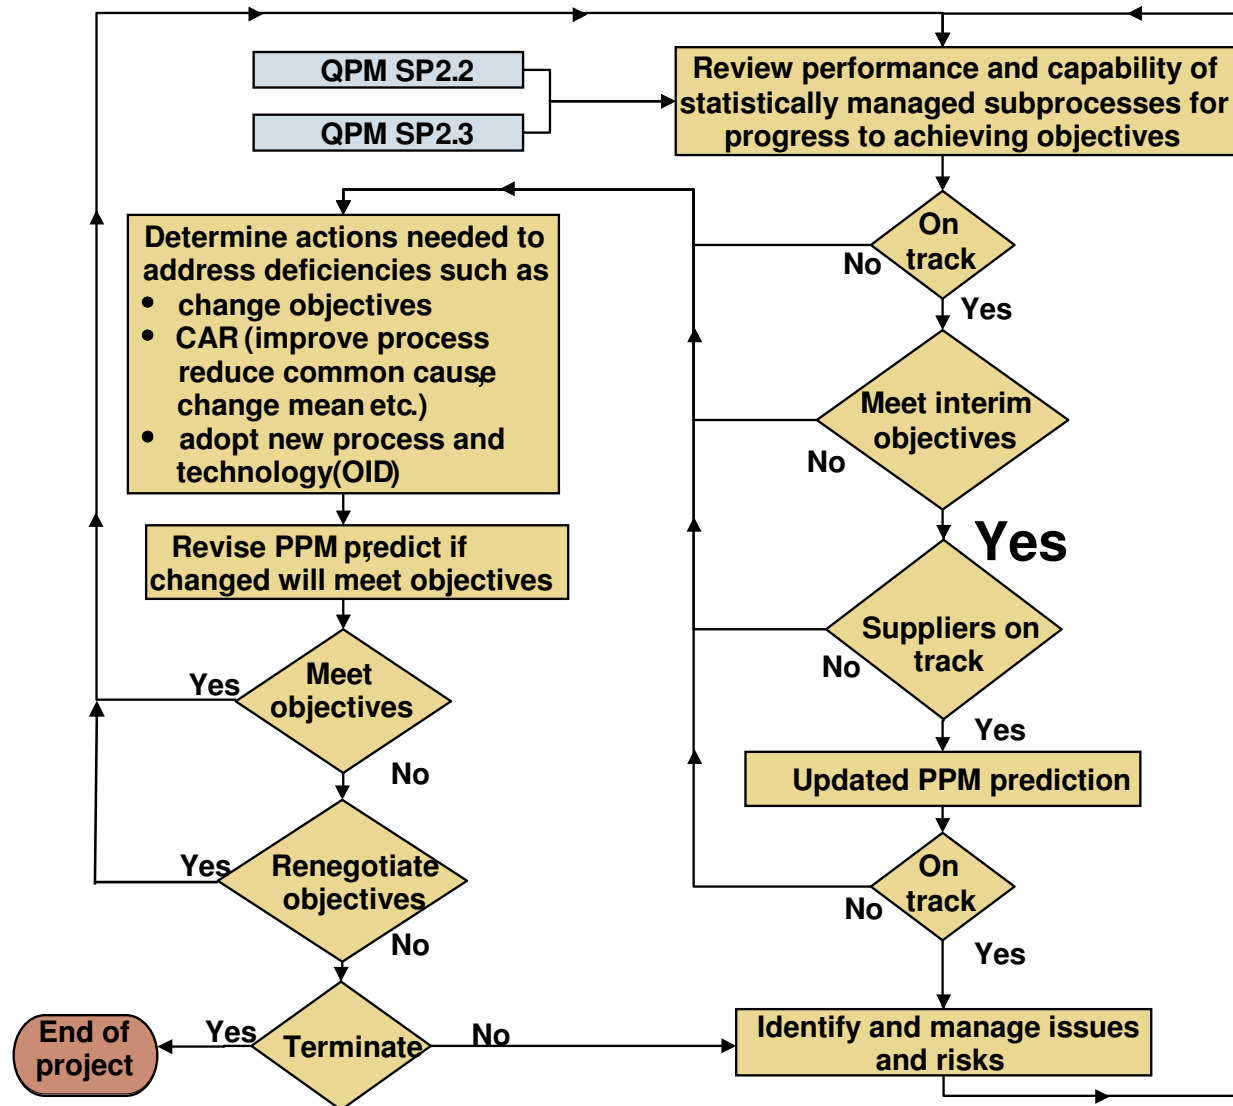 QPM SP2.2
QPM SP2.3
Review performance and capability of
statistically managed subprocesses for
progress to achieving objectives
On
track
No
Yes
Determine actions needed to
address deficiencies such as
• change objectives
• CAR (improve process
reduce common cause,
change mean etc.)
• adopt new process and
technology(OID)
Meet interim
objectives
No
Yes
Revise PPM, predict if
changed will meet objectives
Suppliers on
track
No
Yes
Meet
objectives
Yes
No
Updated PPM prediction
On
track
No
Yes
Renegotiate
objectives
Yes
No
End of
project
Yes
Terminate
No
Identify and manage issues
and risks